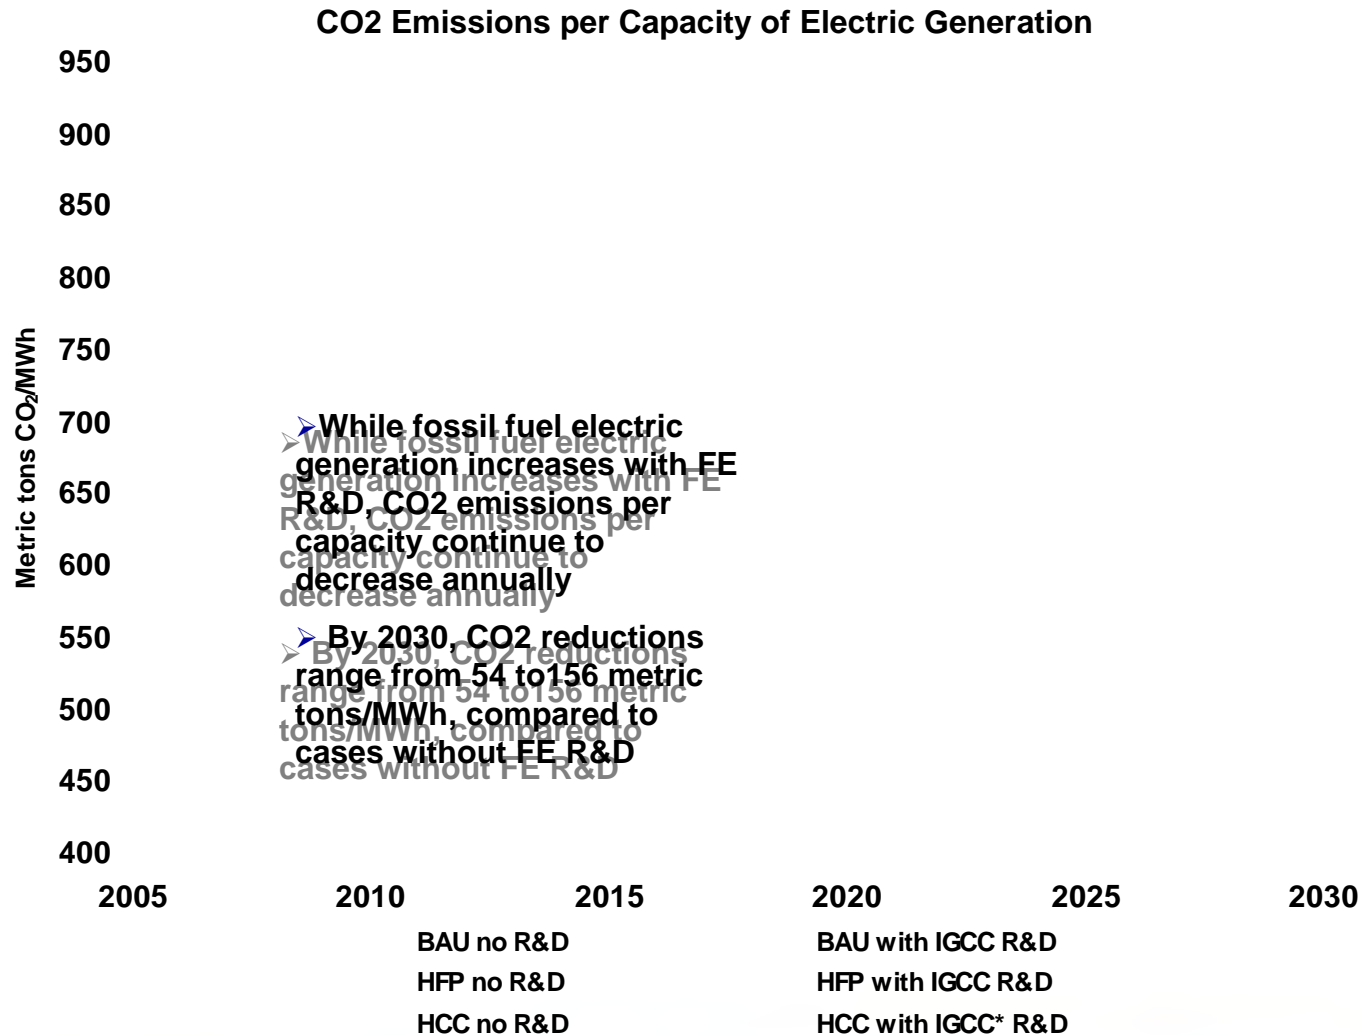 CO2 Emissions per Capacity of Electric Generation
950
900
850
800
750
700
650
600
550
500
450
400
Metric tons CO₂/MWh
➢While fossil fuel electric
generation increases with FE
R&D, CO2 emissions per
capacity continue to
decrease annually
➢ By 2030, CO2 reductions
range from 54 to156 metric
tons/MWh, compared to
cases without FE R&D
2005 2010 2015 2020 2025 2030
BAU no R&D BAU with IGCC R&D
HFP no R&D HFP with IGCC R&D
HCC no R&D HCC with IGCC* R&D